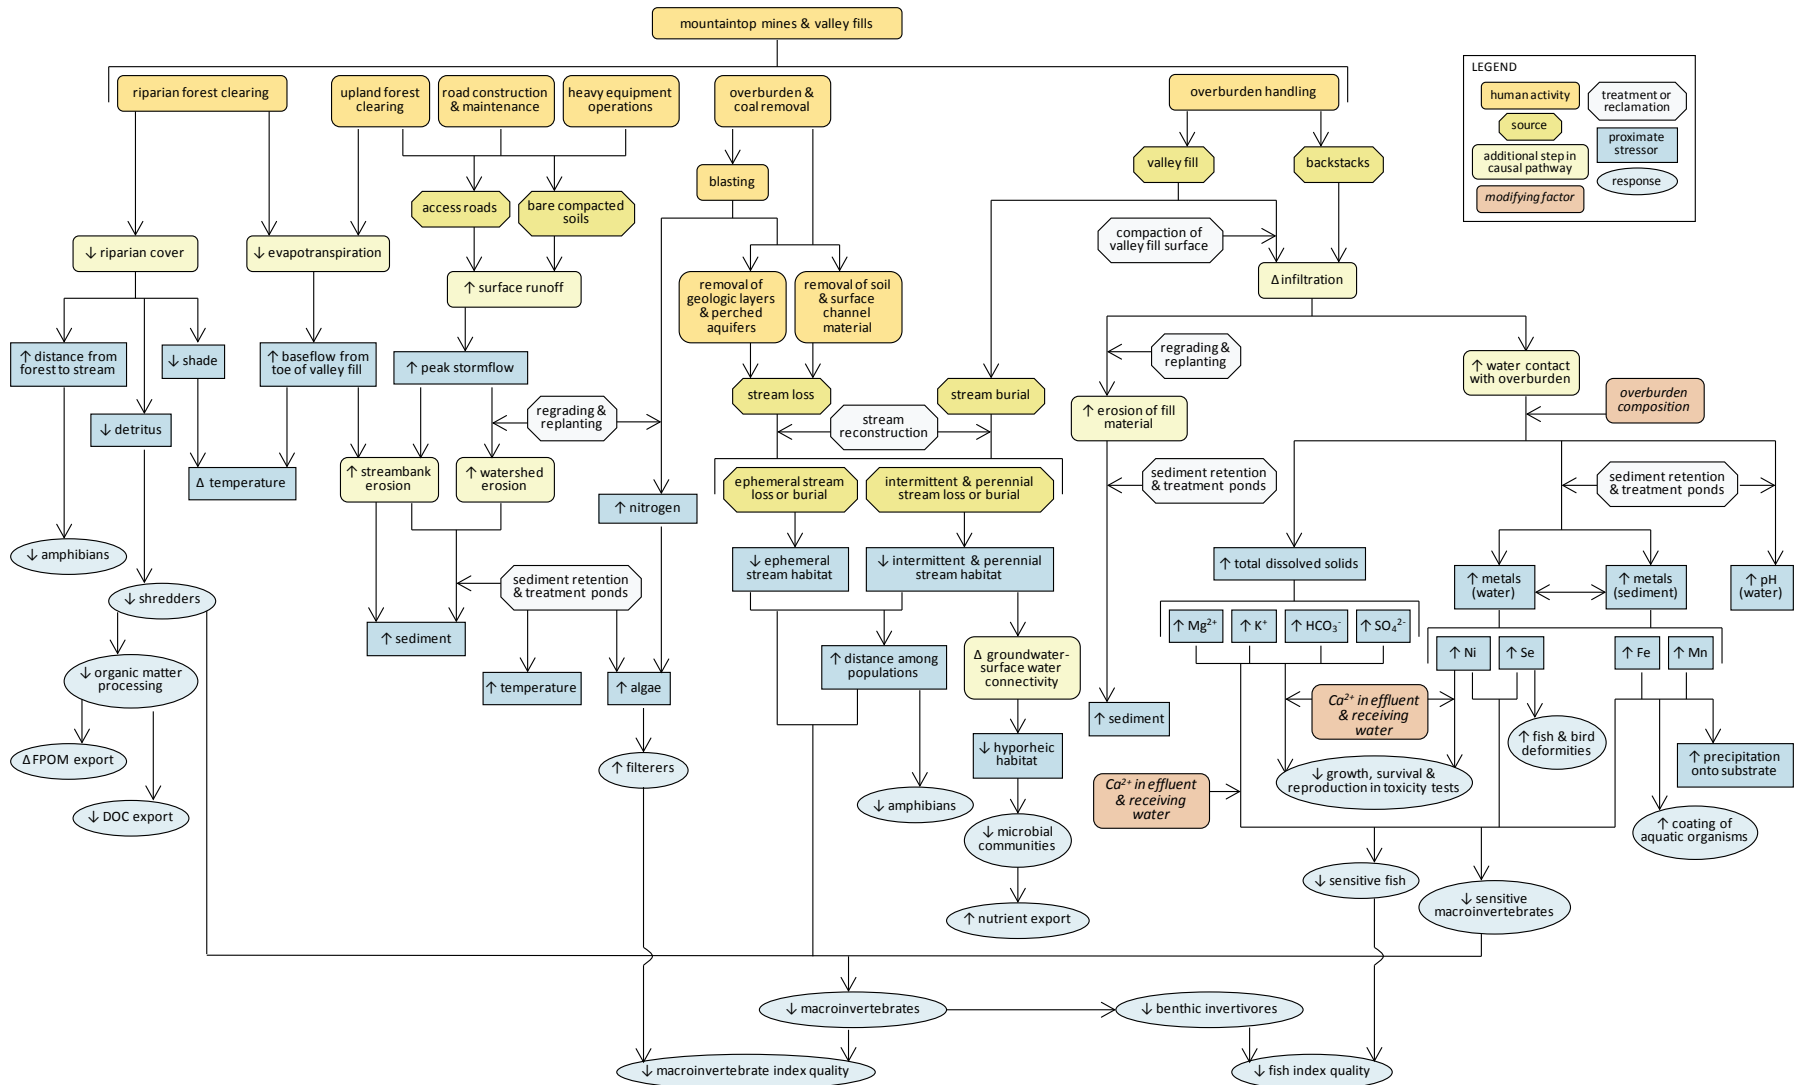 mountaintop mines & valley fills
LEGEND
human activity
treatment or
reclamation
source
proximate
stressor
additional step in
causal pathway
response
modifying factor
riparian forest clearing
upland forest
clearing
road construction
& maintenance
heavy equipment
operations
overburden &
coal removal
overburden handling
blasting
valley fill
backstacks
access roads
bare compacted
soils
compaction of
valley fill surface
↓ riparian cover
↓ evapotranspiration
↑ surface runoff
removal of
geologic layers
& perched
aquifers
removal of soil
& surface
channel
material
Δ infiltration
↑ distance from
forest to stream
↓ shade
↑ baseflow from
toe of valley fill
↑ peak stormflow
regrading &
replanting
↑ water contact
with overburden
overburden
composition
stream loss
stream burial
↑ erosion of fill
material
↓ detritus
regrading &
replanting
stream
reconstruction
Δ temperature
↑ streambank
erosion
↑ watershed
erosion
ephemeral stream
loss or burial
intermittent & perennial
stream loss or burial
sediment retention
& treatment ponds
sediment retention
& treatment ponds
↑ nitrogen
↓ amphibians
↓ ephemeral
stream habitat
↓ intermittent & perennial
stream habitat
↑ total dissolved solids
↑ metals
(water)
↑ metals
(sediment)
↑ pH
(water)
↓ shredders
sediment retention
& treatment ponds
↑ sediment
↑ Mg²⁺
↑ K⁺
↑ HCO₃⁻
↑ SO₄²⁻
↑ Ni
↑ Se
↑ Fe
↑ Mn
↓ organic matter
processing
↑ temperature
↑ algae
↑ distance among
populations
Δ groundwater-
surface water
connectivity
↑ sediment
Ca²⁺ in effluent
& receiving
water
↑ fish & bird
deformities
↑ precipitation
onto substrate
Δ FPOM export
↑ filterers
↓ hyporheic
habitat
↓ growth, survival &
reproduction in toxicity tests
Ca²⁺ in effluent
& receiving
water
↓ DOC export
↓ amphibians
↓ microbial
communities
↑ coating of
aquatic organisms
↓ sensitive fish
↓ sensitive
macroinvertebrates
↑ nutrient export
↓ macroinvertebrates
↓ benthic invertivores
↓ macroinvertebrate index quality
↓ fish index quality